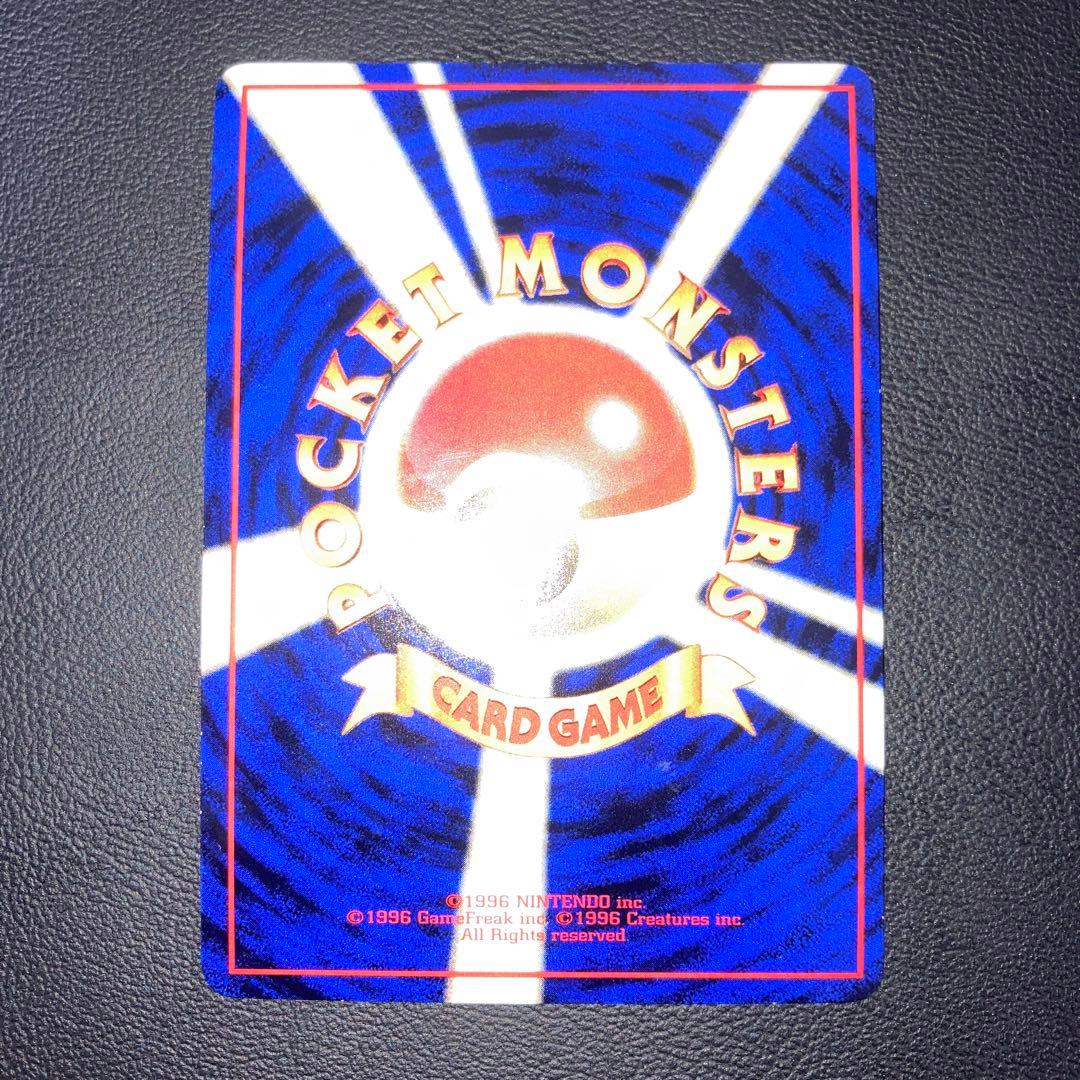 POCKET MONSTERS
CARD GAME
©1996 NINTENDO inc.
©1996 GameFreak inc. ©1996 Creatures inc.
All Rights reserved.